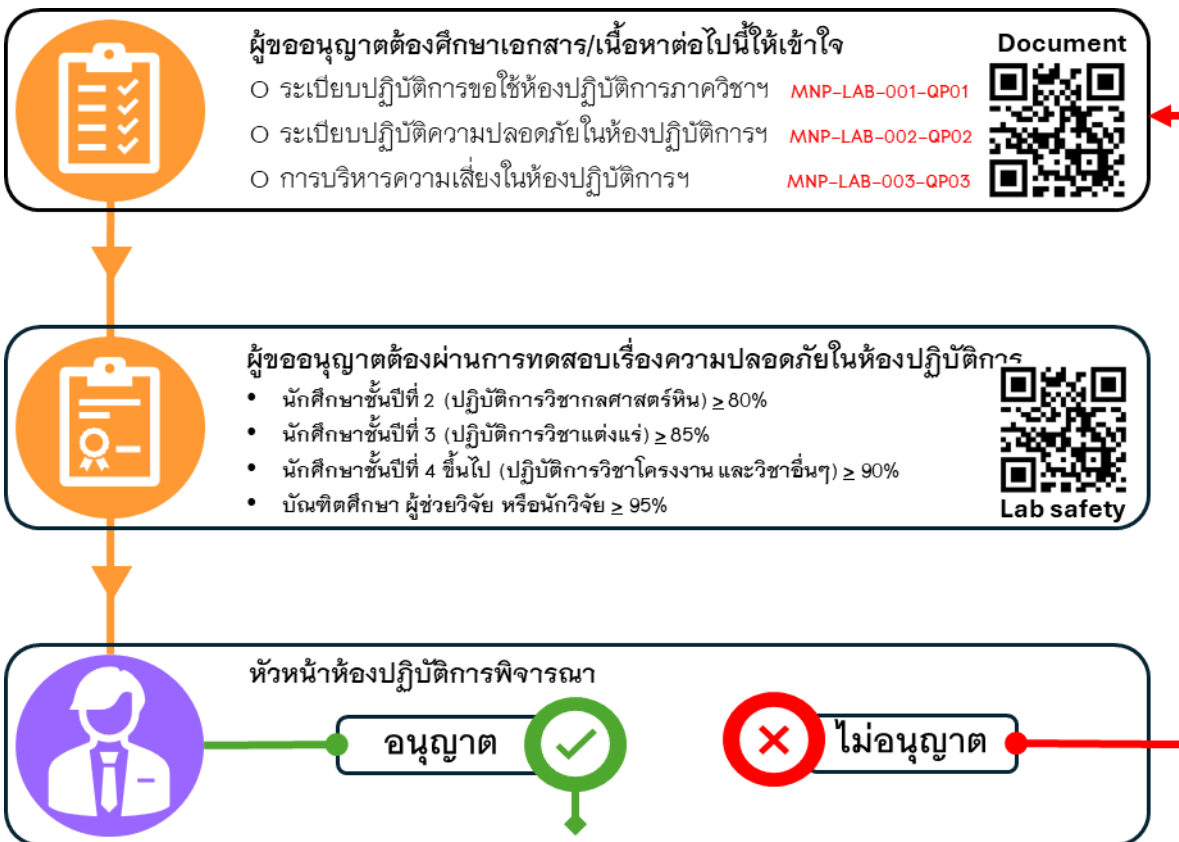 ผู้ขออนุญาตต้องศึกษาเอกสาร/เนื้อหาต่อไปนี้ให้เข้าใจ
Document
ระเบียบปฏิบัติการขอใช้ห้องปฏิบัติการภาควิชาฯ MNP-LAB-001-QP01
ระเบียบปฏิบัติความปลอดภัยในห้องปฏิบัติการฯ MNP-LAB-002-QP02
การบริหารความเสี่ยงในห้องปฏิบัติการฯ MNP-LAB-003-QP03
ผู้ขออนุญาตต้องผ่านการทดสอบเรื่องความปลอดภัยในห้องปฏิบัติการ
• นักศึกษาชั้นปีที่ 2 (ปฏิบัติการวิชากลศาสตร์หิน) ≥ 80%
• นักศึกษาชั้นปีที่ 3 (ปฏิบัติการวิชาแต่งแร่) ≥ 85%
• นักศึกษาชั้นปีที่ 4 ขึ้นไป (ปฏิบัติการวิชาโครงงาน และวิชาอื่นๆ) ≥ 90%
• บัณฑิตศึกษา ผู้ช่วยวิจัย หรือนักวิจัย ≥ 95%
Lab safety
หัวหน้าห้องปฏิบัติการพิจารณา
อนุญาต
ไม่อนุญาต